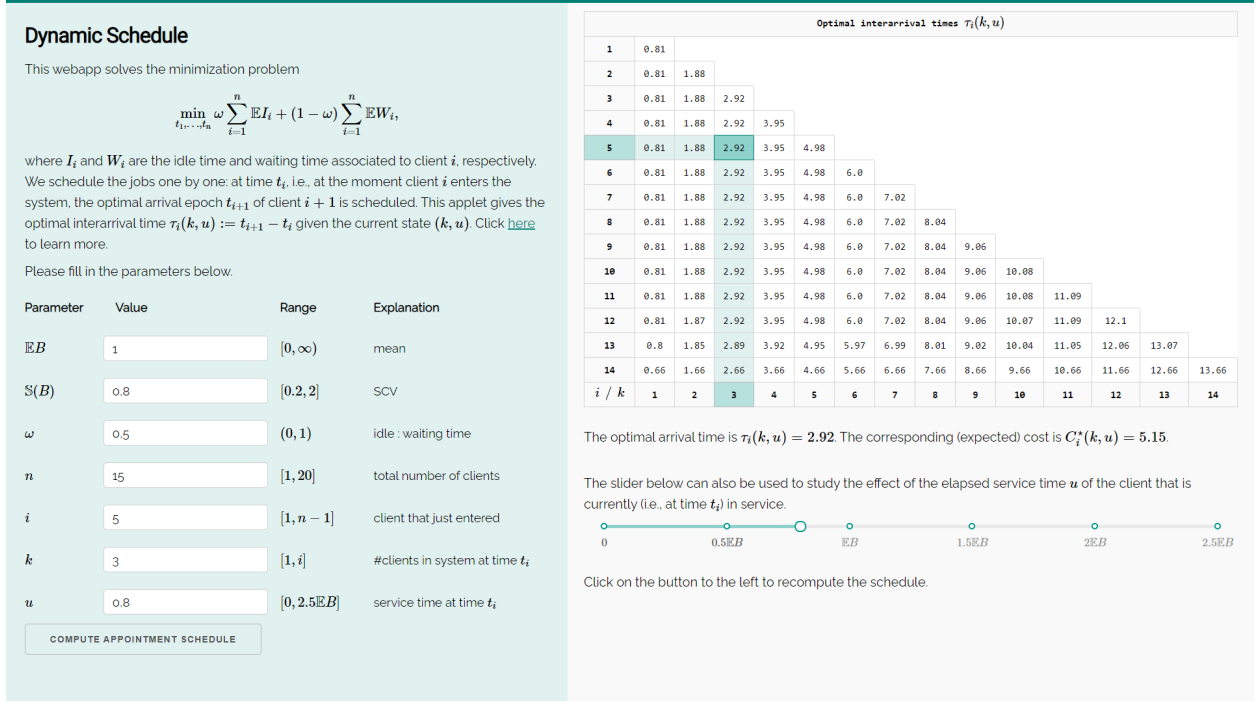 Dynamic Schedule
This webapp solves the minimization problem
min t₁,...,tₙ ω ∑ⁿᵢ₌₁ 𝔼Iᵢ + (1 − ω) ∑ⁿᵢ₌₁ 𝔼Wᵢ,
where Iᵢ and Wᵢ are the idle time and waiting time associated to client i, respectively.
We schedule the jobs one by one: at time tᵢ, i.e., at the moment client i enters the
system, the optimal arrival epoch tᵢ₊₁ of client i + 1 is scheduled. This applet gives the
optimal interarrival time τᵢ(k, u) := tᵢ₊₁ − tᵢ given the current state (k, u). Click here
to learn more.
Please fill in the parameters below.
Parameter Value Range Explanation
𝔼B 1 [0, ∞) mean
𝕊(B) 0.8 [0.2, 2] SCV
ω 0.5 (0, 1) idle : waiting time
n 15 [1, 20] total number of clients
i 5 [1, n − 1] client that just entered
k 3 [1, i] #clients in system at time tᵢ
u 0.8 [0, 2.5𝔼B] service time at time tᵢ
COMPUTE APPOINTMENT SCHEDULE
Optimal interarrival times τᵢ(k, u)
1 0.81
2 0.81 1.88
3 0.81 1.88 2.92
4 0.81 1.88 2.92 3.95
5 0.81 1.88 2.92 3.95 4.98
6 0.81 1.88 2.92 3.95 4.98 6.0
7 0.81 1.88 2.92 3.95 4.98 6.0 7.02
8 0.81 1.88 2.92 3.95 4.98 6.0 7.02 8.04
9 0.81 1.88 2.92 3.95 4.98 6.0 7.02 8.04 9.06
10 0.81 1.88 2.92 3.95 4.98 6.0 7.02 8.04 9.06 10.08
11 0.81 1.88 2.92 3.95 4.98 6.0 7.02 8.04 9.06 10.08 11.09
12 0.81 1.87 2.92 3.95 4.98 6.0 7.02 8.04 9.06 10.07 11.09 12.1
13 0.8 1.85 2.89 3.92 4.95 5.97 6.99 8.01 9.02 10.04 11.05 12.06 13.07
14 0.66 1.66 2.66 3.66 4.66 5.66 6.66 7.66 8.66 9.66 10.66 11.66 12.66 13.66
i / k 1 2 3 4 5 6 7 8 9 10 11 12 13 14
The optimal arrival time is τᵢ(k, u) = 2.92. The corresponding (expected) cost is Cᵢ*(k, u) = 5.15.
The slider below can also be used to study the effect of the elapsed service time u of the client that is
currently (i.e., at time tᵢ) in service.
0 0.5𝔼B 𝔼B 1.5𝔼B 2𝔼B 2.5𝔼B
Click on the button to the left to recompute the schedule.